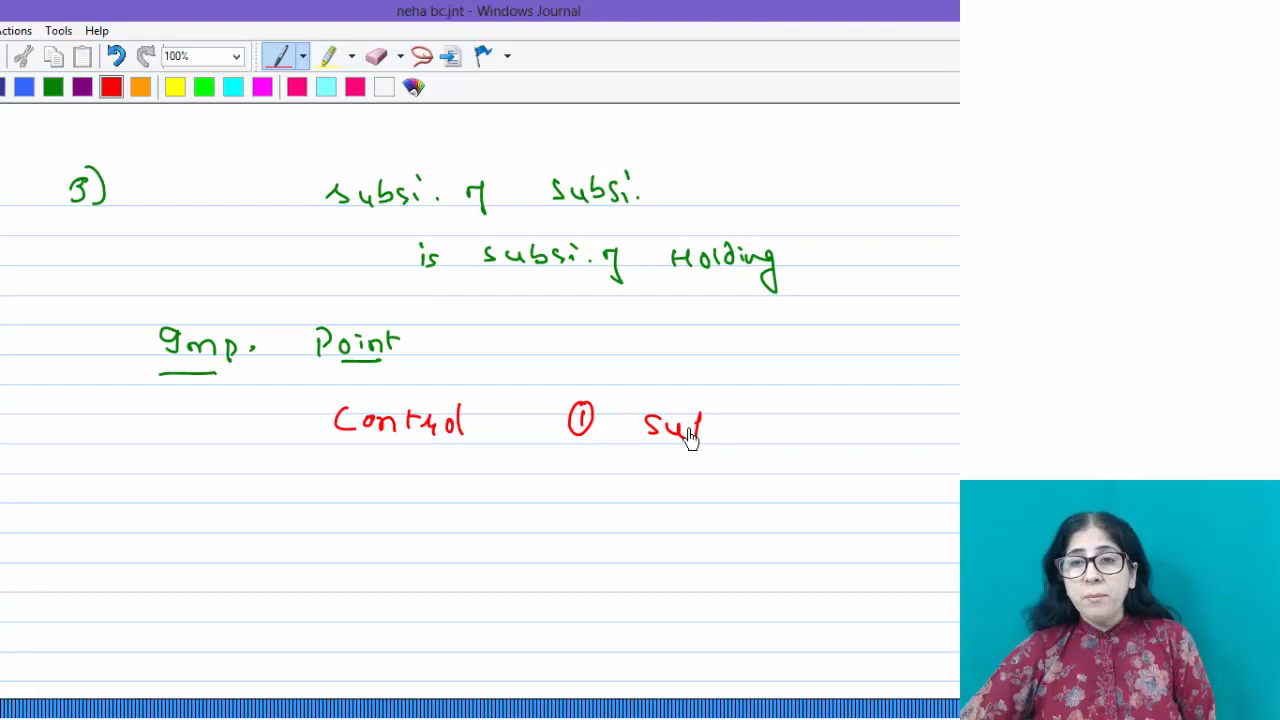 neha bc.jnt - Windows Journal
Actions Tools Help
100%
3) subsi. of subsi.
is subsi. of Holding
Imp. Point
Control ① Sub